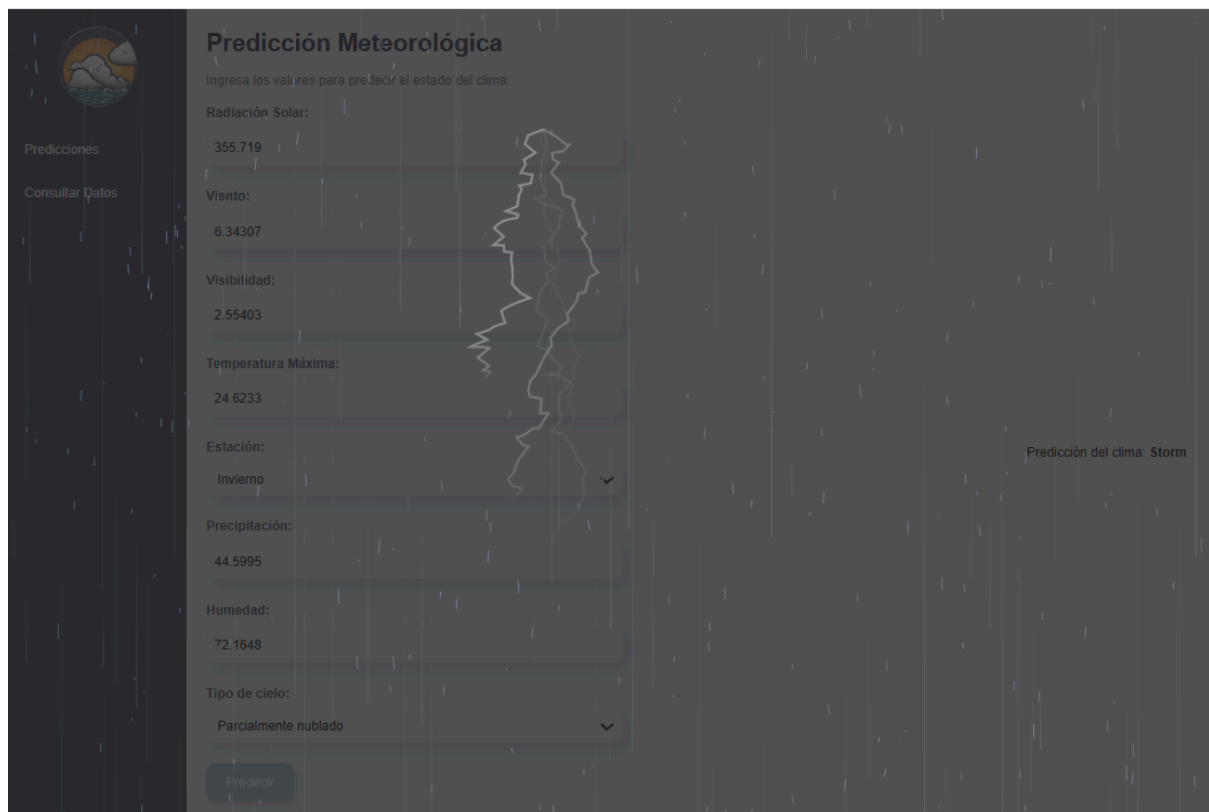 Predicciones
Consultar Datos
Predicción Meteorológica
Ingresa los valores para predecir el estado del clima:
Radiación Solar:
355.719
Viento:
6.34307
Visibilidad:
2.55403
Temperatura Máxima:
24.6233
Estación:
Invierno
Precipitación:
44.5995
Humedad:
72.1648
Tipo de cielo:
Parcialmente nublado
Predecir
Predicción del clima: Storm